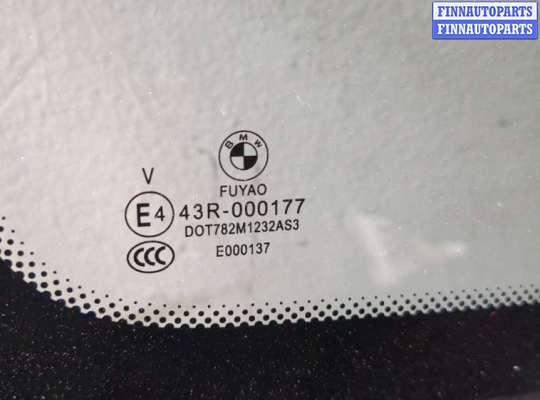 FINNAUTOPARTS
FINNAUTOPARTS
BMW
FUYAO
V
E4 43R-000177
DOT782M1232AS3
CCC E000137